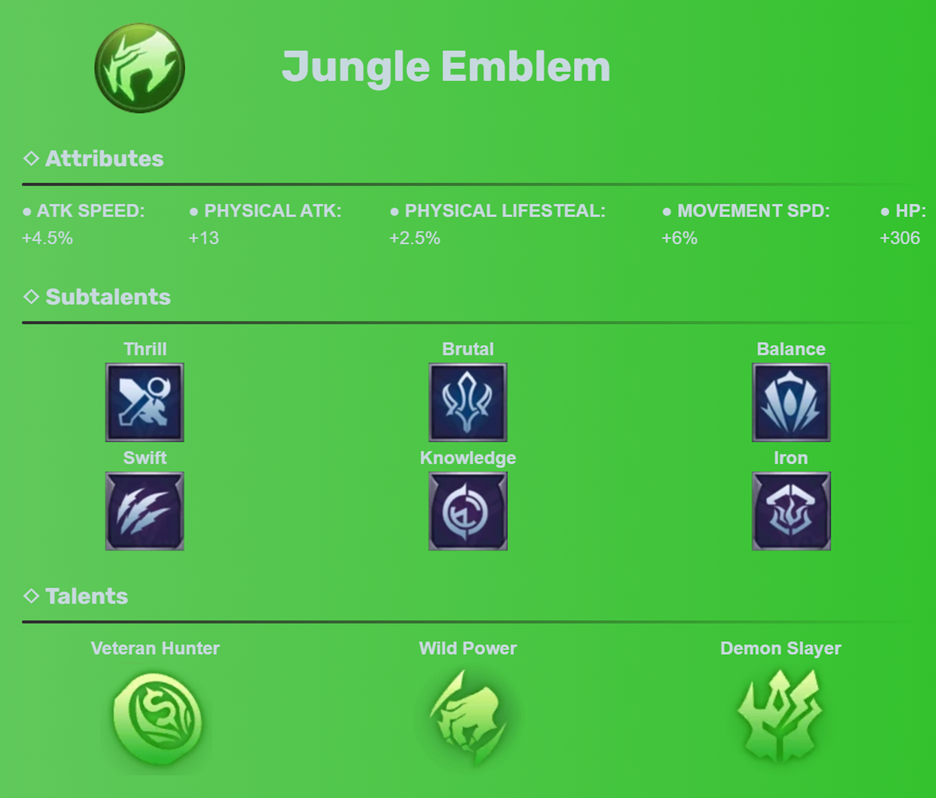 Jungle Emblem
◇ Attributes
● ATK SPEED: ● PHYSICAL ATK: ● PHYSICAL LIFESTEAL: ● MOVEMENT SPD: ● HP:
+4.5% +13 +2.5% +6% +306
◇ Subtalents
Thrill Brutal Balance
Swift Knowledge Iron
◇ Talents
Veteran Hunter Wild Power Demon Slayer